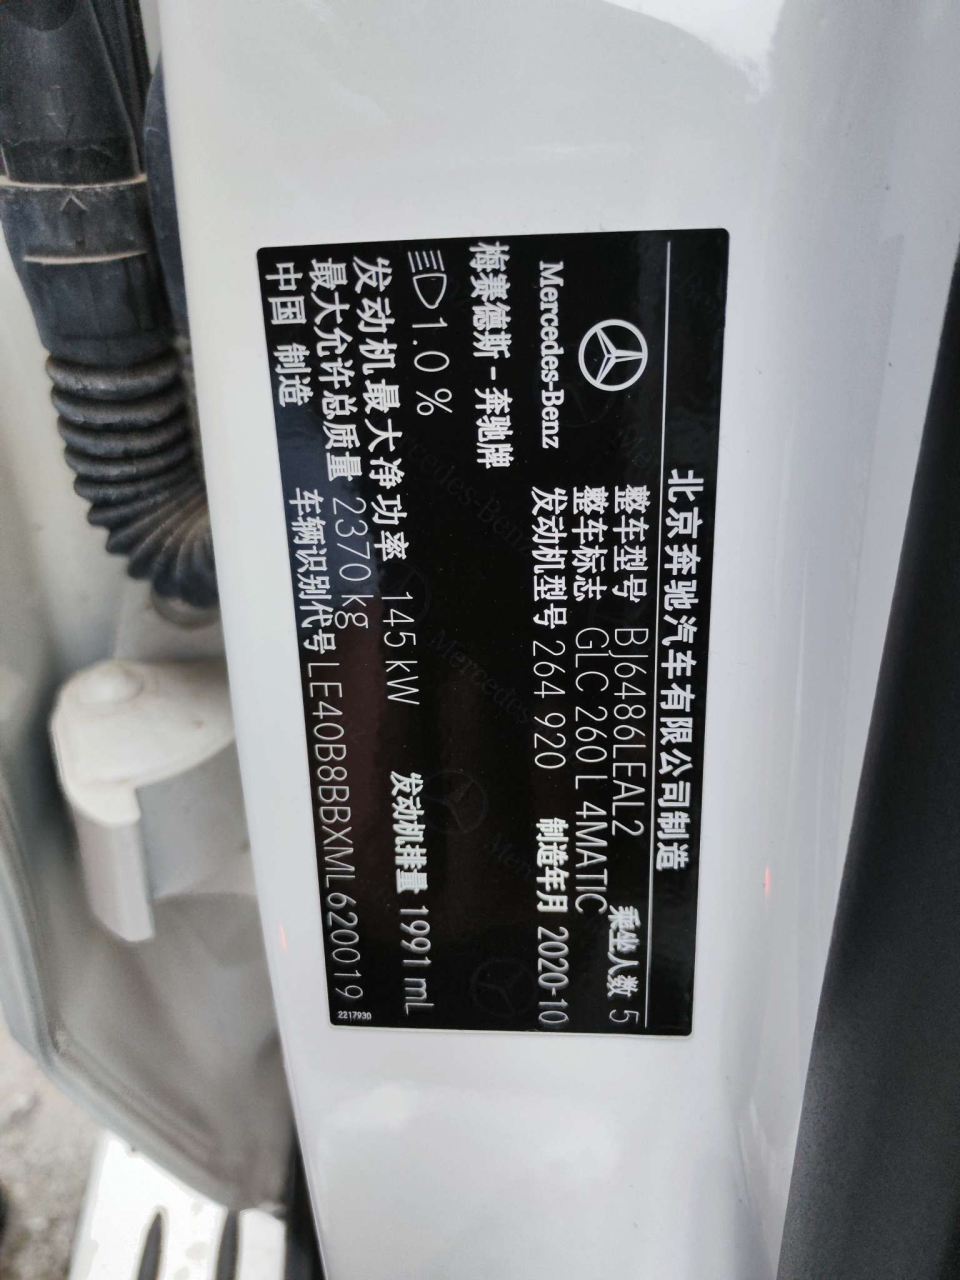 北京奔驰汽车有限公司制造
Mercedes-Benz
梅赛德斯-奔驰牌
整车型号 BJ6486LEAL2 乘坐人数 5
整车标志 GLC 260 L 4MATIC
发动机型号 264 920 制造年月 2020-10
1.0%
发动机最大净功率 145 kW 发动机排量 1991 mL
最大允许总质量 2370 kg
中国 制造 车辆识别代号 LE40B8BBXML620019
2217930